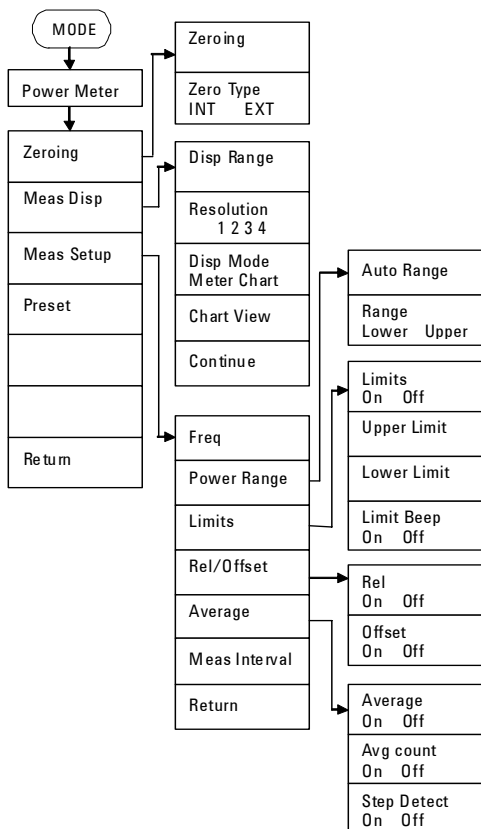 MODE
Power Meter
Zeroing
Meas Disp
Meas Setup
Preset
Return
Zeroing
Zero Type
INT EXT
Disp Range
Resolution
1 2 3 4
Disp Mode
Meter Chart
Chart View
Continue
Freq
Power Range
Limits
Rel/Offset
Average
Meas Interval
Return
Auto Range
Range
Lower Upper
Limits
On Off
Upper Limit
Lower Limit
Limit Beep
On Off
Rel
On Off
Offset
On Off
Average
On Off
Avg count
On Off
Step Detect
On Off